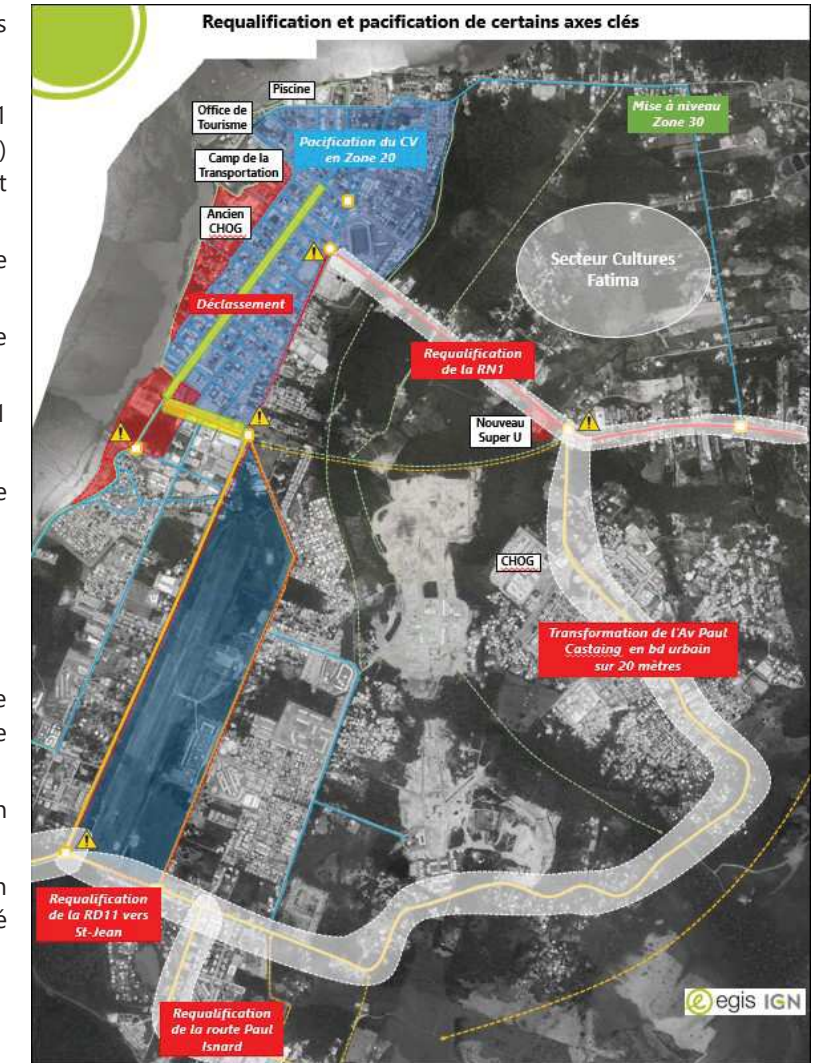 s
1
)
t
e
e
l
e
e
e
n
n
é
Requalification et pacification de certains axes clés
Piscine
Office de
Tourisme
Mise à niveau
Zone 30
Pacification du CV
en Zone 20
Camp de la
Transportation
Ancien
CHOG
Secteur Cultures
Fatima
Déclassement
Requalification
de la RN1
Nouveau
Super U
CHOG
Transformation de l'Av Paul
Castaing en bd urbain
sur 20 mètres
Requalification
de la RD11 vers
St-Jean
Requalification
de la route Paul
Isnard
egis IGN